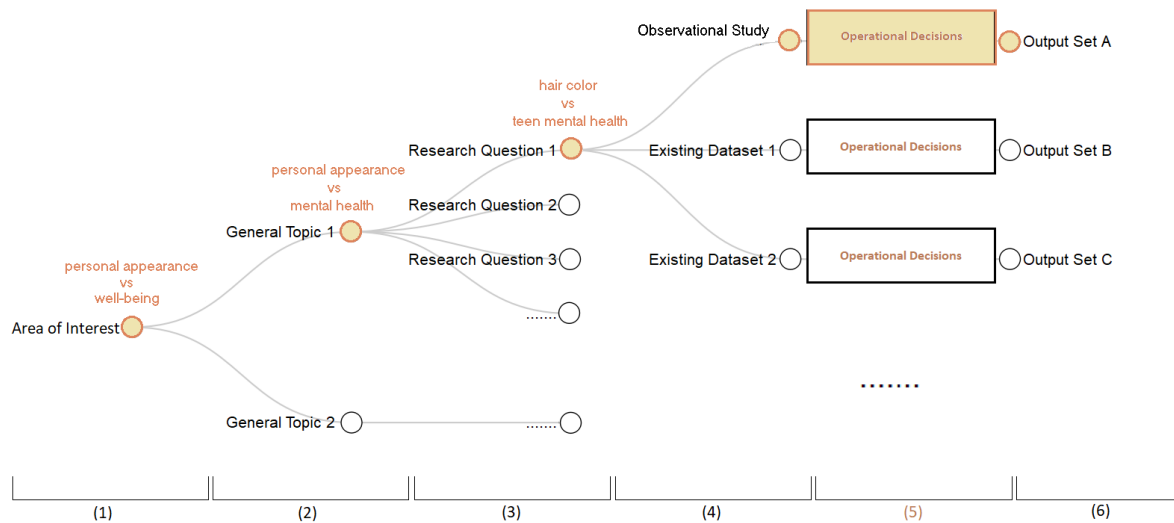 Observational Study
Operational Decisions
Output Set A
hair color
vs
teen mental health
Research Question 1
Existing Dataset 1
Operational Decisions
Output Set B
personal appearance
vs
mental health
Research Question 2
General Topic 1
Research Question 3
Existing Dataset 2
Operational Decisions
Output Set C
personal appearance
vs
well-being
.......
Area of Interest
.......
General Topic 2
.......
(1)
(2)
(3)
(4)
(5)
(6)